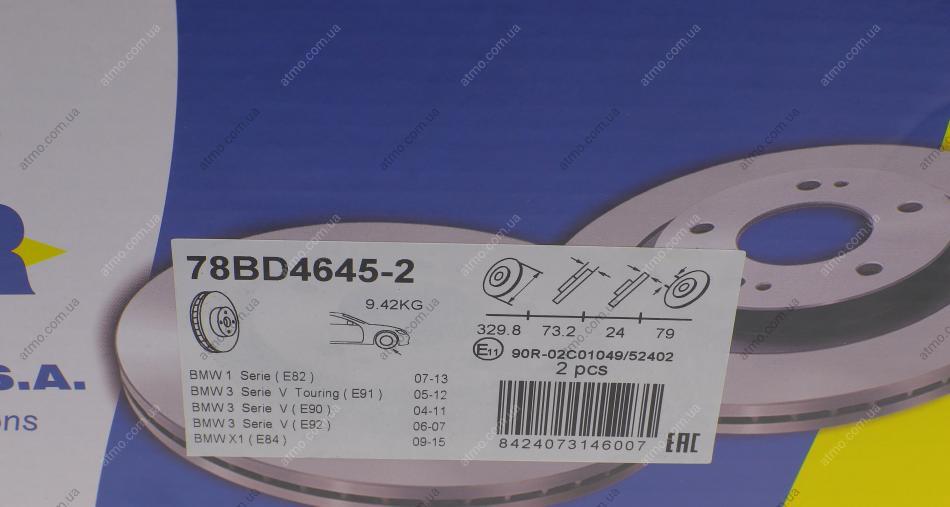 78BD4645-2
9.42KG
329.8 73.2 24 79
E11 90R-02C01049/52402
2 pcs
BMW 1 Serie ( E82 ) 07-13
BMW 3 Serie V Touring ( E91 ) 05-12
BMW 3 Serie V ( E90 ) 04-11
BMW 3 Serie V ( E92 ) 06-07
BMW X1 ( E84 ) 09-15
8424073146007
EAC
R
S.A.
ons
atmo.com.ua